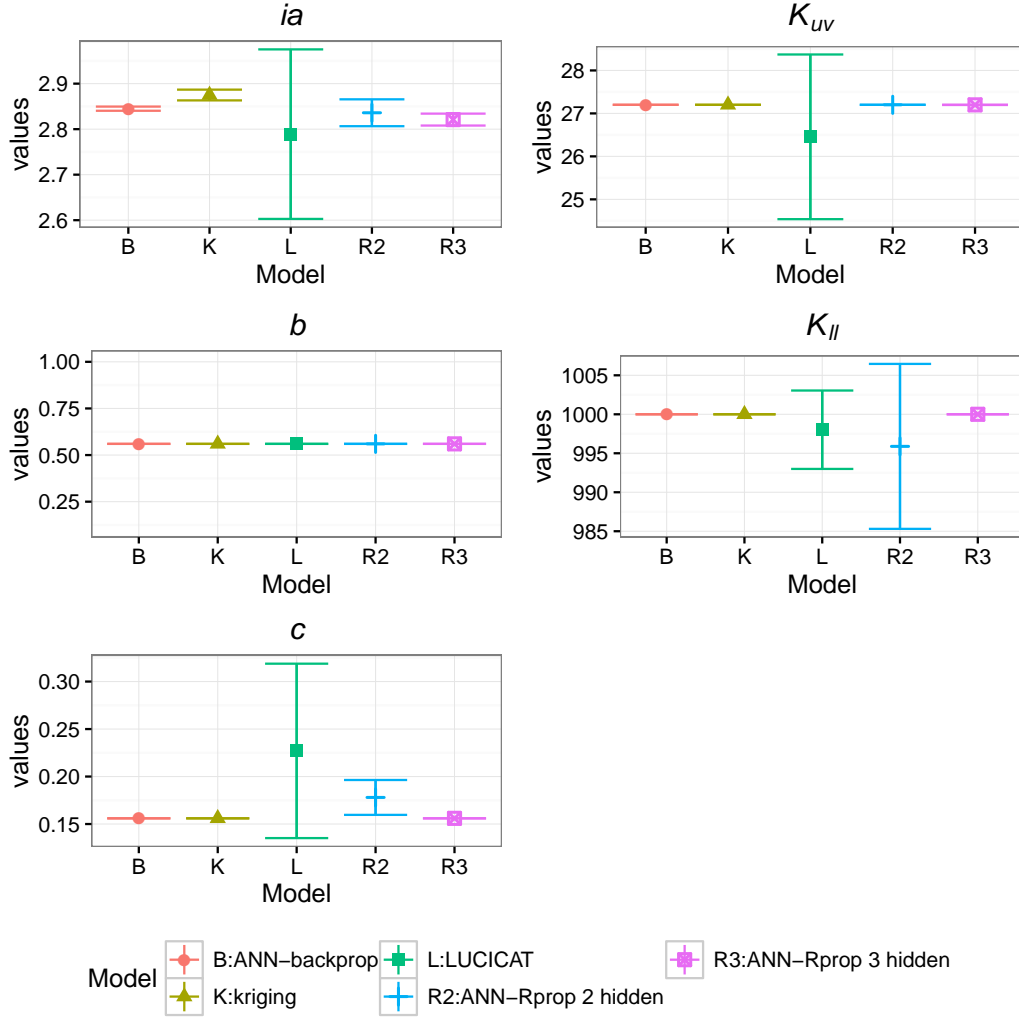 ia
values
2.9
2.8
2.7
2.6
B K L R2 R3
Model
K_uv
values
28
27
26
25
B K L R2 R3
Model
b
values
1.00
0.75
0.50
0.25
B K L R2 R3
Model
K_ll
values
1005
1000
995
990
985
B K L R2 R3
Model
c
values
0.30
0.25
0.20
0.15
B K L R2 R3
Model
Model
B:ANN−backprop
L:LUCICAT
R3:ANN−Rprop 3 hidden
K:kriging
R2:ANN−Rprop 2 hidden